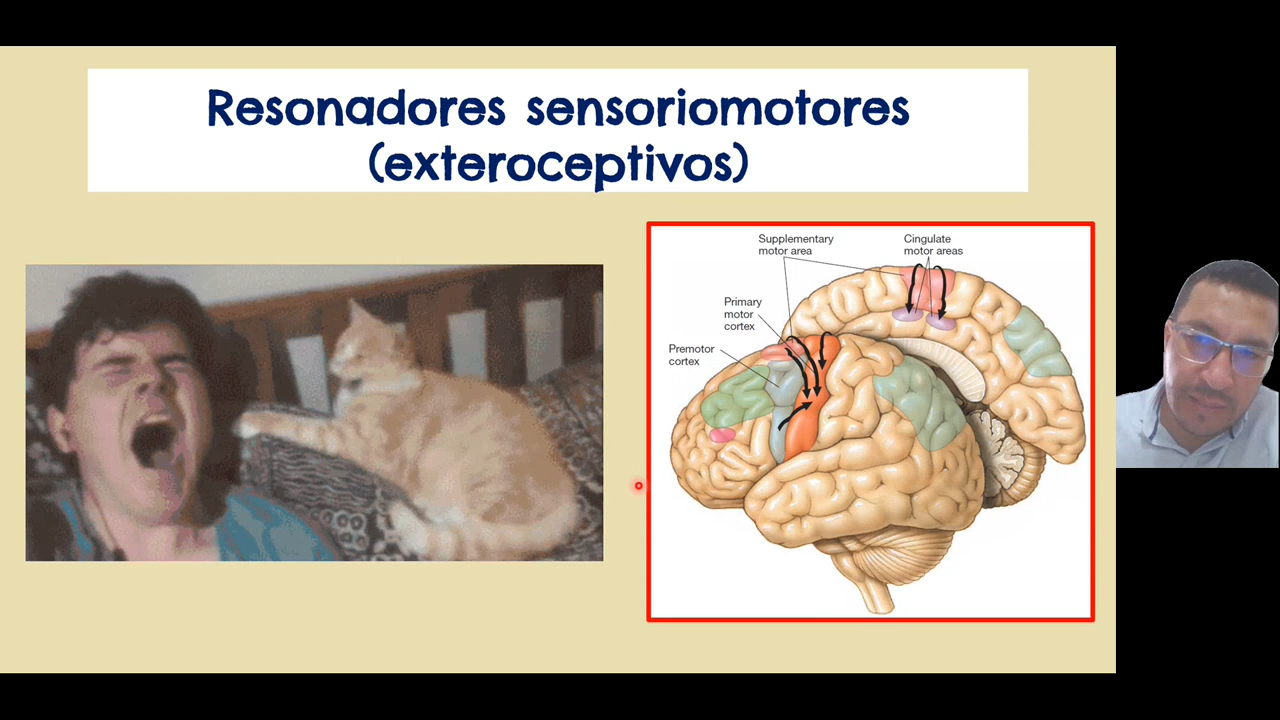 Resonadores sensoriomotores
(exteroceptivos)
Supplementary
motor area
Cingulate
motor areas
Primary
motor
cortex
Premotor
cortex